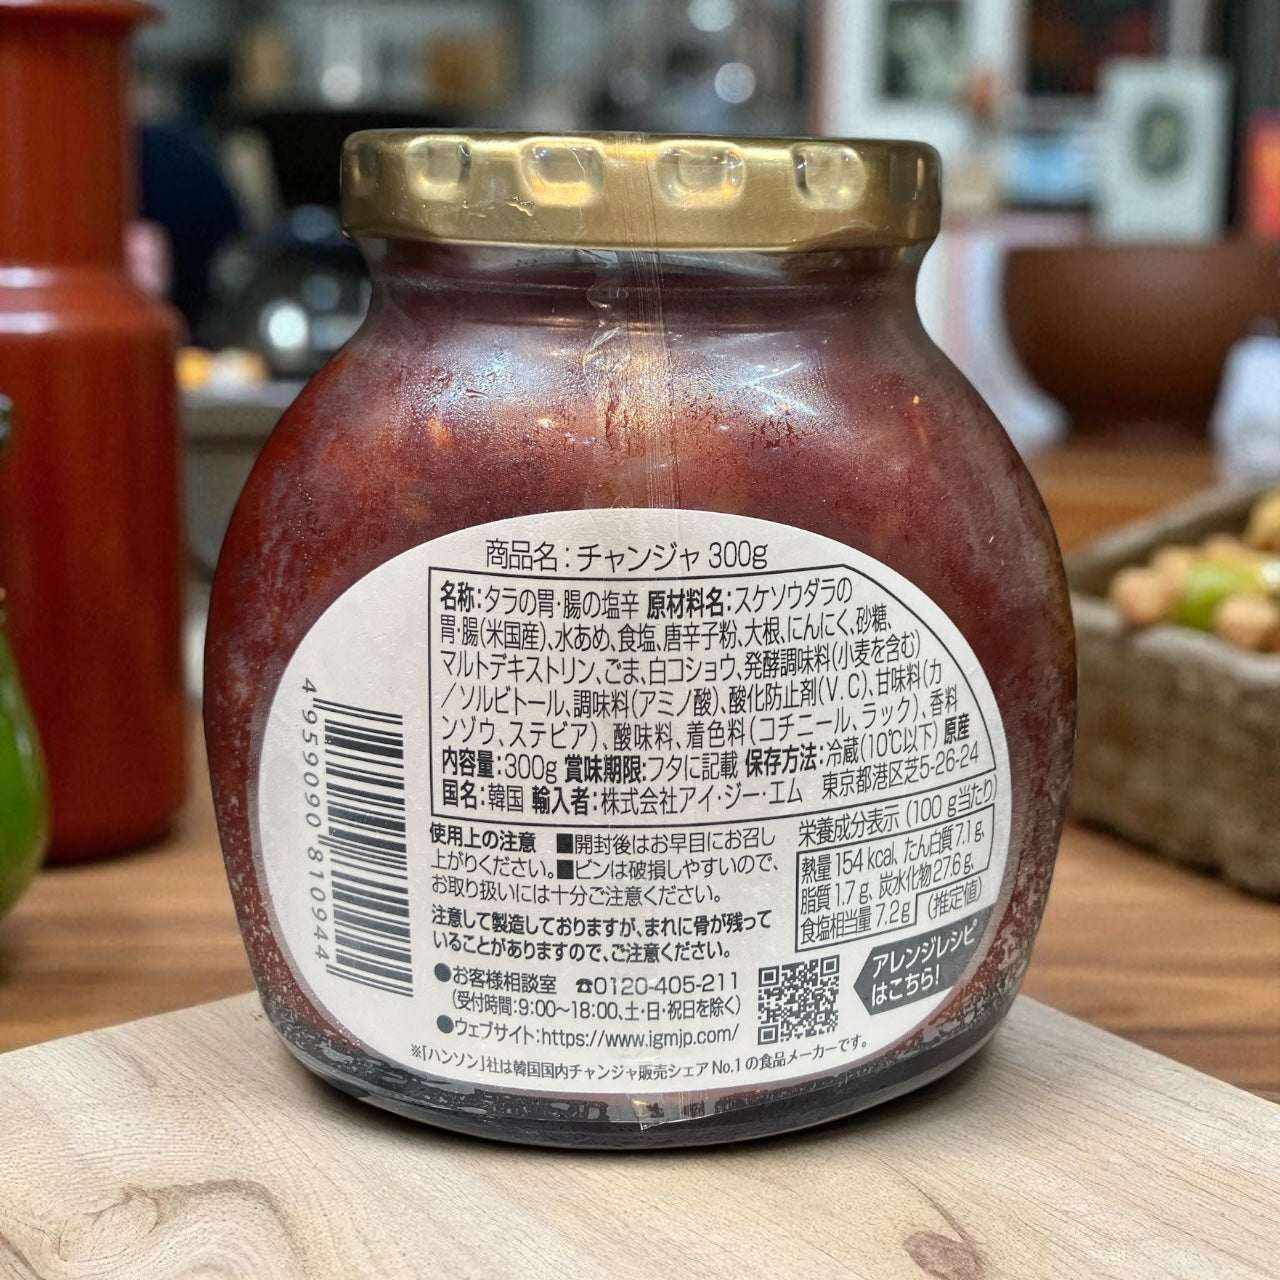 商品名：チャンジャ 300g
名称：タラの胃・腸の塩辛 原材料名：スケソウダラの
胃・腸（米国産）、水あめ、食塩、唐辛子粉、大根、にんにく、砂糖、
マルトデキストリン、ごま、白コショウ、発酵調味料（小麦を含む）
／ソルビトール、調味料（アミノ酸）、酸化防止剤（V.C）、甘味料（カ
ンゾウ、ステビア）、酸味料、着色料（コチニール、ラック）、香料
内容量：300g 賞味期限：フタに記載 保存方法：冷蔵（10℃以下） 原産
国名：韓国 輸入者：株式会社アイ・ジー・エム 東京都港区芝5-26-24
使用上の注意 ■開封後はお早目にお召し
上がりください。■ビンは破損しやすいので、
お取り扱いには十分ご注意ください。
注意して製造しておりますが、まれに骨が残って
いることがありますので、ご注意ください。
●お客様相談室 ☎0120-405-211
（受付時間：9:00～18:00、土・日・祝日を除く）
●ウェブサイト：https://www.igmjp.com/
※「ハンソン」社は韓国国内チャンジャ販売シェア No.1 の食品メーカーです。
栄養成分表示（100g当たり）
熱量 154 kcal、たん白質 7.1g、
脂質 1.7g、炭水化物 27.6g、
食塩相当量 7.2g （推定値）
アレンジレシピ
はこちら！
4 959090 810944